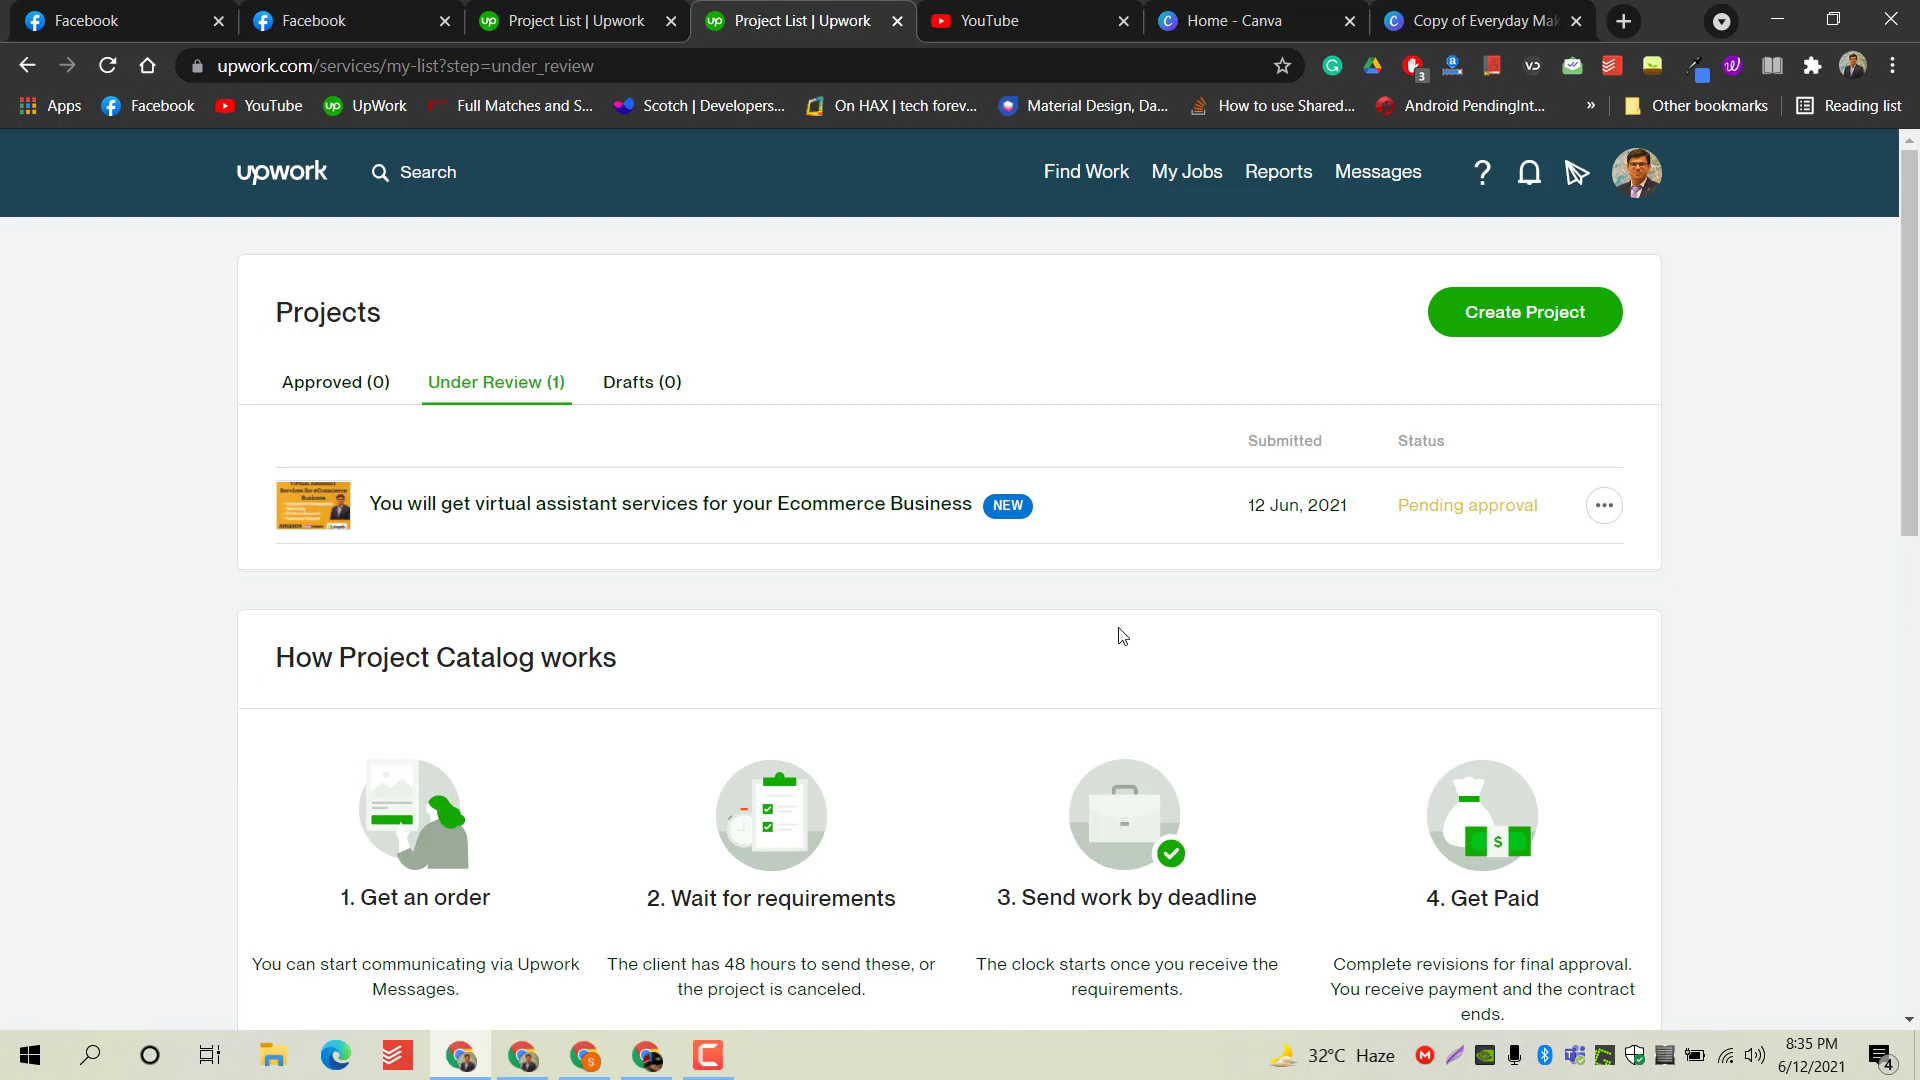 Facebook
Facebook
Project List | Upwork
Project List | Upwork
YouTube
Home - Canva
Copy of Everyday Mak
upwork.com/services/my-list?step=under_review
3
Apps
Facebook
YouTube
UpWork
Full Matches and S...
Scotch | Developers...
On HAX | tech forev...
Material Design, Da...
How to use Shared...
Android PendingInt...
»
Other bookmarks
Reading list
upwork
Search
Find Work
My Jobs
Reports
Messages
Projects
Create Project
Approved (0)
Under Review (1)
Drafts (0)
Submitted
Status
You will get virtual assistant services for your Ecommerce Business
NEW
12 Jun, 2021
Pending approval
How Project Catalog works
1. Get an order
2. Wait for requirements
3. Send work by deadline
4. Get Paid
You can start communicating via Upwork
Messages.
The client has 48 hours to send these, or
the project is canceled.
The clock starts once you receive the
requirements.
Complete revisions for final approval.
You receive payment and the contract
ends.
32°C Haze
8:35 PM
6/12/2021
4